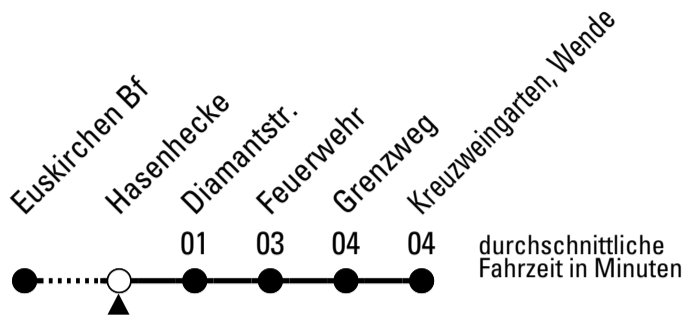 Euskirchen Bf
Hasenhecke
Diamantstr.
Feuerwehr
Grenzweg
Kreuzweingarten, Wende
01 03 04 04
durchschnittliche
Fahrzeit in Minuten